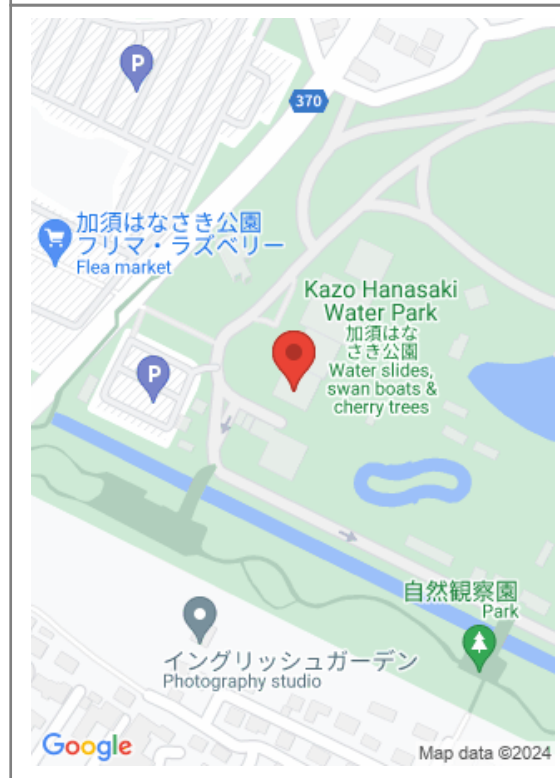 P
370
加須はなさき公園
フリマ・ラズベリー
Flea market
Kazo Hanasaki
Water Park
加須はな
さき公園
Water slides,
swan boats &
cherry trees
P
自然観察園
Park
イングリッシュガーデン
Photography studio
Google
Map data ©2024